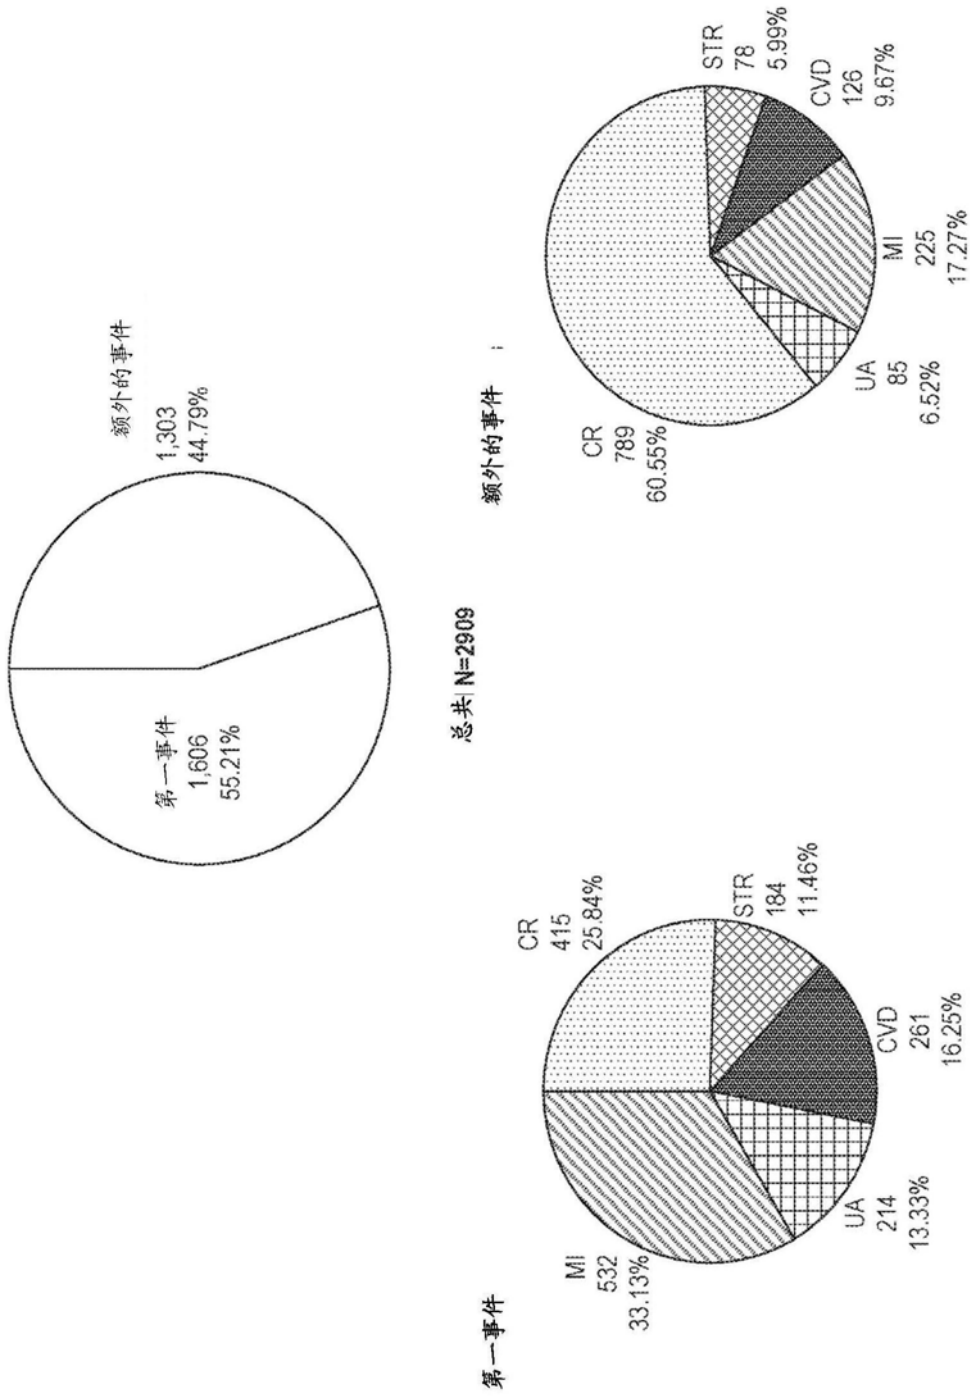 第一事件
1,606
55.21%
额外的事件
1,303
44.79%
总共 N=2909
第一事件
CR
415
25.84%
STR
184
11.46%
CVD
261
16.25%
UA
214
13.33%
MI
532
33.13%
额外的事件
CR
789
60.55%
STR
78
5.99%
CVD
126
9.67%
MI
225
17.27%
UA
85
6.52%